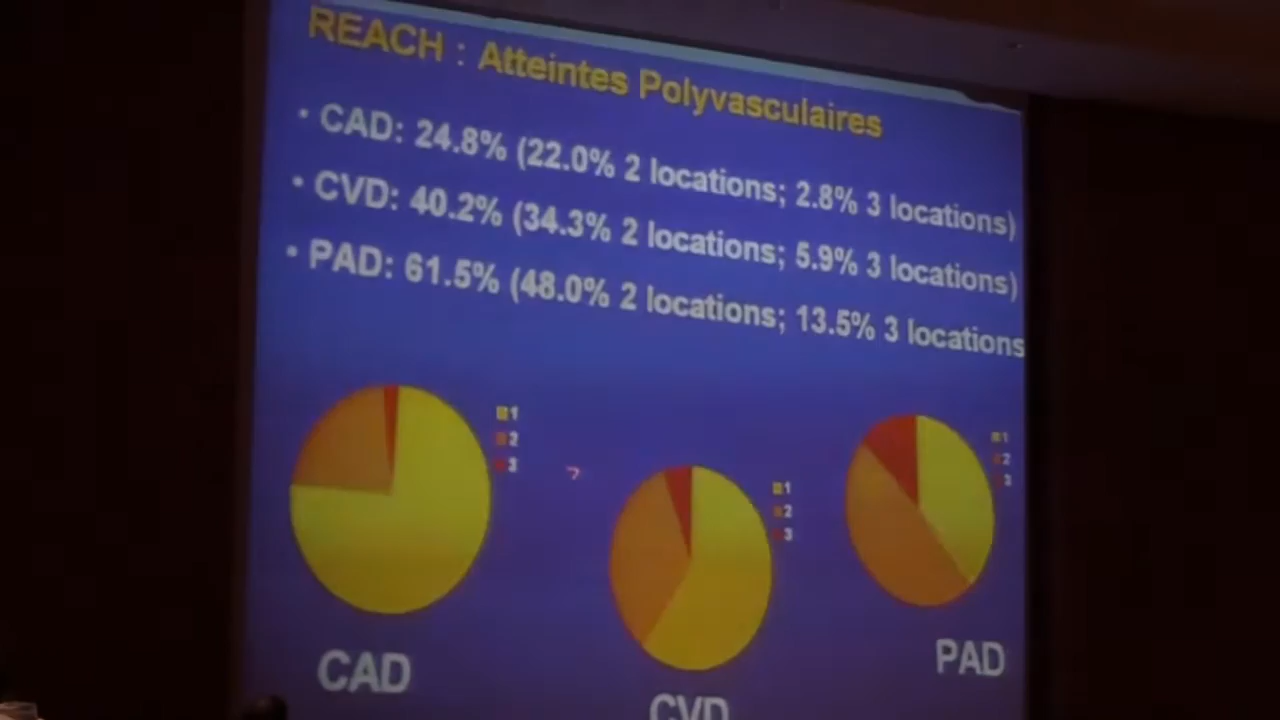 REACH : Atteintes Polyvasculaires
• CAD: 24.8% (22.0% 2 locations; 2.8% 3 locations)
• CVD: 40.2% (34.3% 2 locations; 5.9% 3 locations)
• PAD: 61.5% (48.0% 2 locations; 13.5% 3 locations
1
2
3
CAD
1
2
3
CVD
1
2
3
PAD